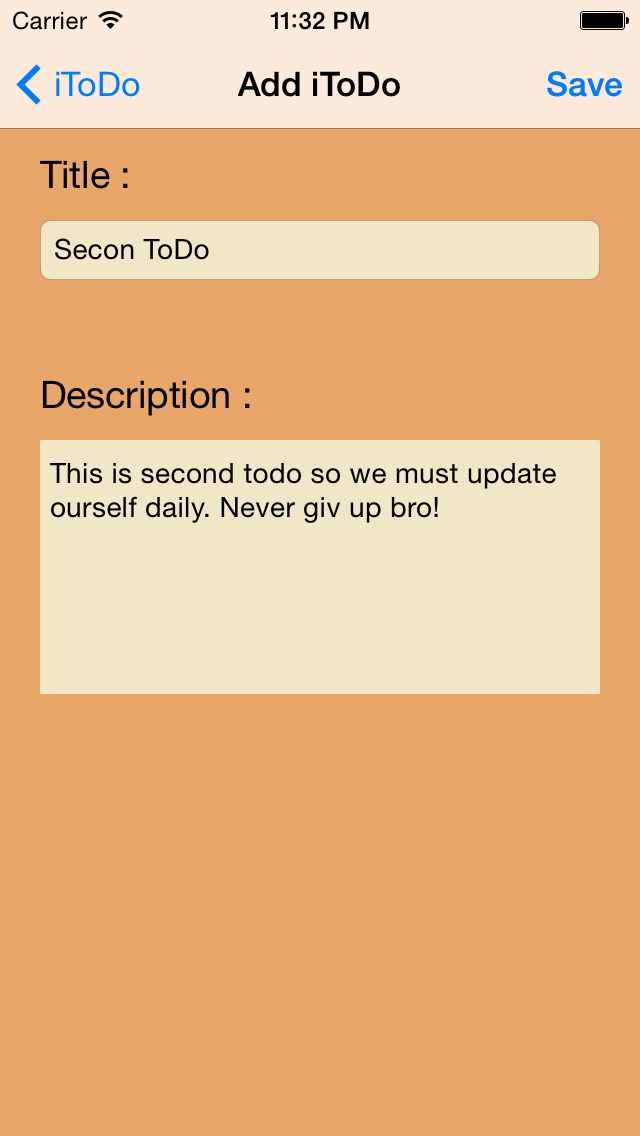 Carrier 11:32 PM
iToDo Add iToDo Save
Title :
Secon ToDo
Description :
This is second todo so we must update
ourself daily. Never giv up bro!